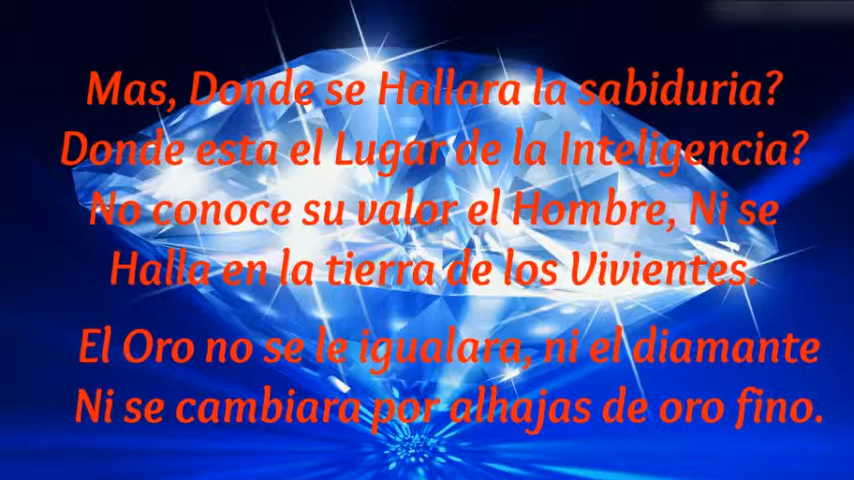 Mas, Donde se Hallara la sabiduria?
Donde esta el Lugar de la Inteligencia?
No conoce su valor el Hombre, Ni se
Halla en la tierra de los Vivientes.
El Oro no se le igualara, ni el diamante
Ni se cambiara por alhajas de oro fino.